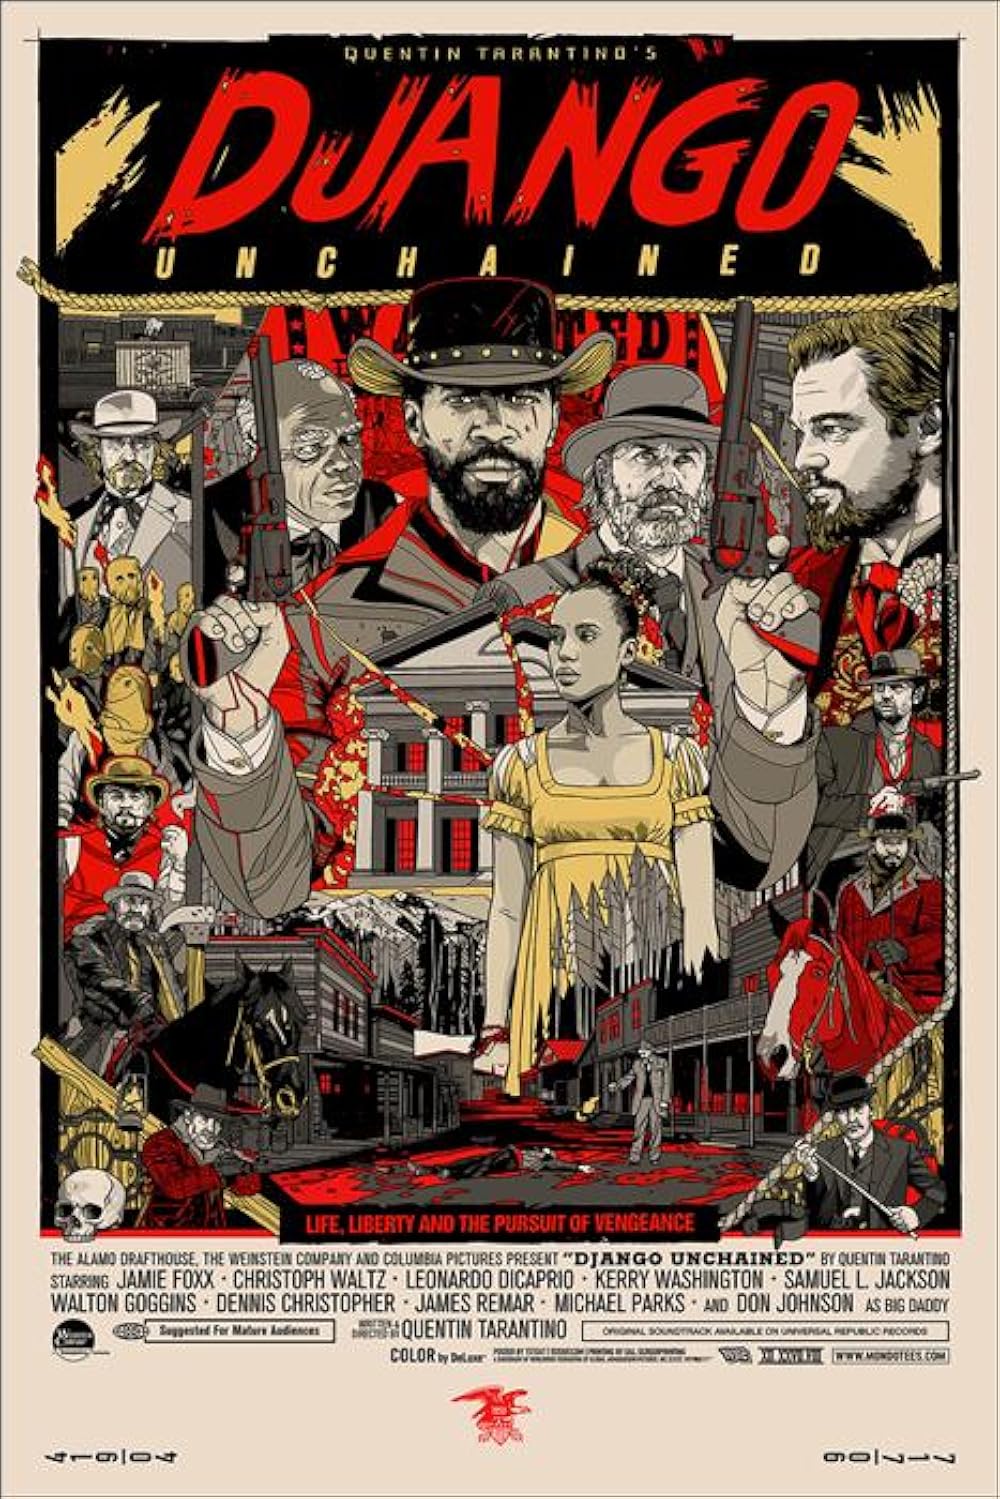 QUENTIN TARANTINO'S
DJANGO
UNCHAINED
WANTED
LIFE, LIBERTY AND THE PURSUIT OF VENGEANCE
THE ALAMO DRAFTHOUSE, THE WEINSTEIN COMPANY AND COLUMBIA PICTURES PRESENT "DJANGO UNCHAINED" BY QUENTIN TARANTINO
STARRING JAMIE FOXX · CHRISTOPH WALTZ · LEONARDO DICAPRIO · KERRY WASHINGTON · SAMUEL L. JACKSON
WALTON GOGGINS · DENNIS CHRISTOPHER · JAMES REMAR · MICHAEL PARKS · AND DON JOHNSON AS BIG DADDY
Suggested For Mature Audiences WRITTEN & DIRECTED BY QUENTIN TARANTINO ORIGINAL SOUNDTRACK AVAILABLE ON UNIVERSAL REPUBLIC RECORDS
COLOR by DeLuxe WWW.MONDOTEES.COM